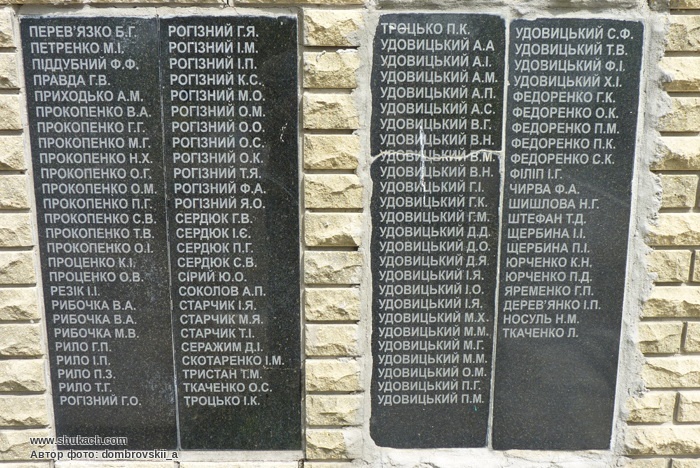 ПЕРЕВ'ЯЗКО Б.Г.
ПЕТРЕНКО М.І.
ПІДДУБНИЙ Ф.Ф.
ПРАВДА Г.В.
ПРИХОДЬКО А.М.
ПРОКОПЕНКО В.А.
ПРОКОПЕНКО Г.Г.
ПРОКОПЕНКО М.Г.
ПРОКОПЕНКО Н.Х.
ПРОКОПЕНКО О.Г.
ПРОКОПЕНКО О.М.
ПРОКОПЕНКО П.Г.
ПРОКОПЕНКО С.В.
ПРОКОПЕНКО Т.В.
ПРОКОПЕНКО О.І.
ПРОЦЕНКО К.І.
ПРОЦЕНКО О.В.
РЕЗІК І.І.
РИБОЧКА В.А.
РИБОЧКА В.А.
РИБОЧКА М.В.
РИЛО Г.П.
РИЛО І.П.
РИЛО П.З.
РИЛО Т.Г.
РОГІЗНИЙ Г.О.
РОГІЗНИЙ Г.Я.
РОГІЗНИЙ І.М.
РОГІЗНИЙ І.П.
РОГІЗНИЙ К.С.
РОГІЗНИЙ М.О.
РОГІЗНИЙ О.М.
РОГІЗНИЙ О.О.
РОГІЗНИЙ О.С.
РОГІЗНИЙ О.К.
РОГІЗНИЙ Т.Я.
РОГІЗНИЙ Ф.А.
РОГІЗНИЙ Я.О.
СЕРДЮК Г.В.
СЕРДЮК І.Є.
СЕРДЮК П.Г.
СЕРДЮК С.В.
СІРИЙ Ю.О.
СОКОЛОВ А.П.
СТАРЧИК І.Я.
СТАРЧИК М.Я.
СТАРЧИК Т.І.
СЕРАЖИМ Д.І.
СКОТАРЕНКО І.М.
ТРИСТАН Т.М.
ТКАЧЕНКО О.С.
ТРОЦЬКО І.К.
ТРОЦЬКО П.К.
УДОВИЦЬКИЙ А.А
УДОВИЦЬКИЙ А.І.
УДОВИЦЬКИЙ А.М.
УДОВИЦЬКИЙ А.П.
УДОВИЦЬКИЙ А.С.
УДОВИЦЬКИЙ В.Г.
УДОВИЦЬКИЙ В.Н.
УДОВИЦЬКИЙ В.М.
УДОВИЦЬКИЙ В.Н.
УДОВИЦЬКИЙ Г.І.
УДОВИЦЬКИЙ Г.К.
УДОВИЦЬКИЙ Г.М.
УДОВИЦЬКИЙ Д.Д.
УДОВИЦЬКИЙ Д.О.
УДОВИЦЬКИЙ Д.Я.
УДОВИЦЬКИЙ І.Я.
УДОВИЦЬКИЙ І.О.
УДОВИЦЬКИЙ І.Я.
УДОВИЦЬКИЙ М.Х.
УДОВИЦЬКИЙ М.М.
УДОВИЦЬКИЙ М.Г.
УДОВИЦЬКИЙ М.М.
УДОВИЦЬКИЙ О.М.
УДОВИЦЬКИЙ П.Г.
УДОВИЦЬКИЙ П.М.
УДОВИЦЬКИЙ С.Ф.
УДОВИЦЬКИЙ Т.В.
УДОВИЦЬКИЙ Ф.І.
УДОВИЦЬКИЙ Х.І.
ФЕДОРЕНКО Г.К.
ФЕДОРЕНКО О.К.
ФЕДОРЕНКО П.М.
ФЕДОРЕНКО П.К.
ФЕДОРЕНКО С.К.
ФІЛІП І.Г.
ЧИРВА Ф.А.
ШИШЛОВА Н.Г.
ШТЕФАН Т.Д.
ЩЕРБИНА І.І.
ЩЕРБИНА П.І.
ЮРЧЕНКО К.Н.
ЮРЧЕНКО П.Д.
ЯРЕМЕНКО Г.П.
ДЕРЕВ'ЯНКО І.П.
НОСУЛЬ Н.М.
ТКАЧЕНКО Л.
www.shukach.com
Автор фото: dombrovskii_a